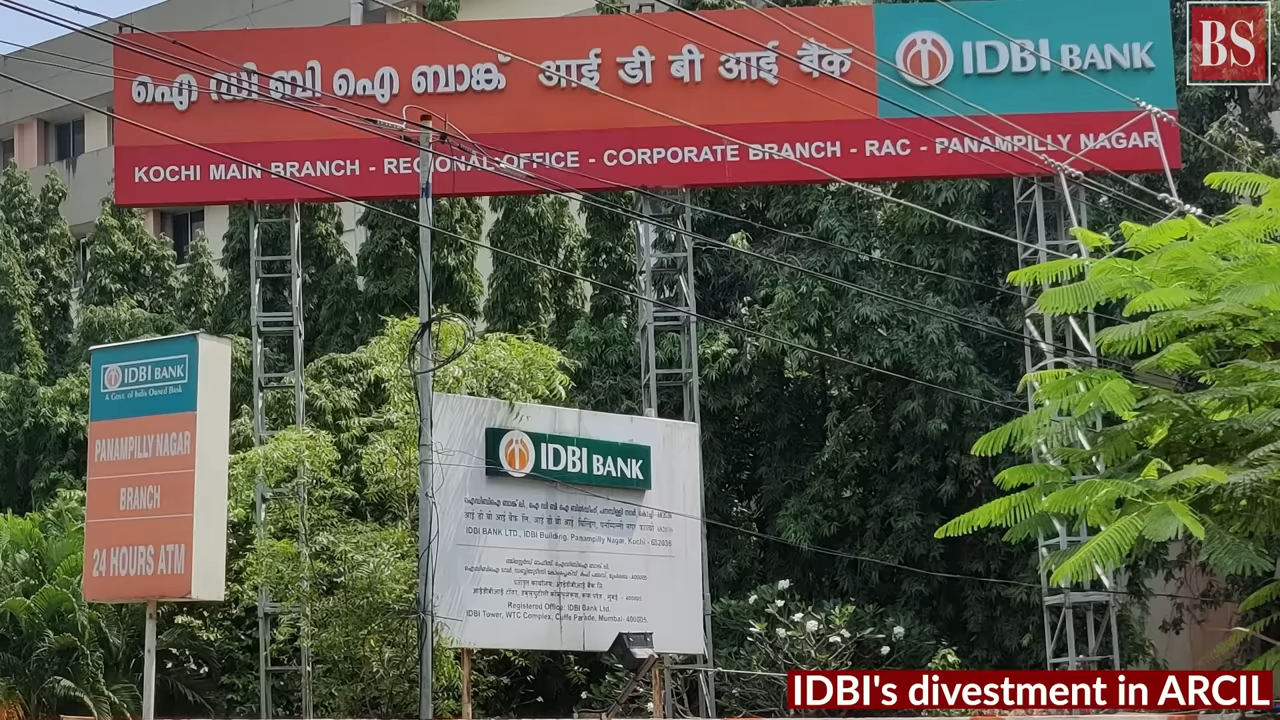 BS
ഐ ഡി ബി ഐ ബാങ്ക് आई डी बी आई बैंक IDBI BANK
KOCHI MAIN BRANCH - REGIONAL OFFICE - CORPORATE BRANCH - RAC - PANAMPILLY NAGAR
IDBI BANK
A Govt. of India Owned Bank
PANAMPILLY NAGAR
BRANCH
24 HOURS ATM
IDBI BANK
IDBI BANK LTD., IDBI Building, Panampilly Nagar, Kochi - 682036
Registered Office: IDBI Bank Ltd.
IDBI Tower, WTC Complex, Cuffe Parade, Mumbai- 400005.
IDBI's divestment in ARCIL